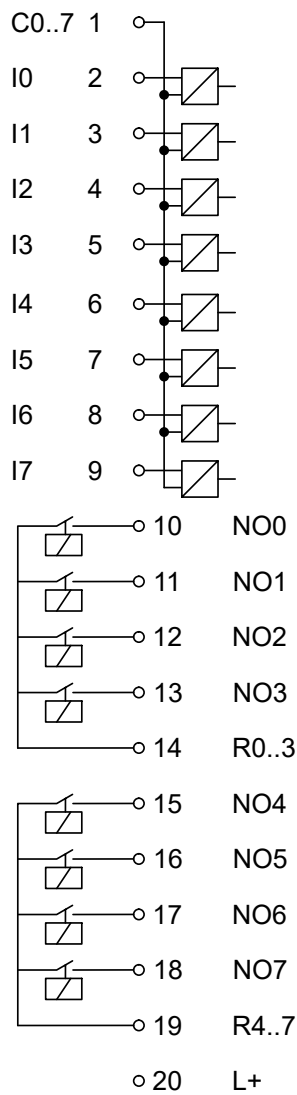 C0..7 1
I0 2
I1 3
I2 4
I3 5
I4 6
I5 7
I6 8
I7 9
10 NO0
11 NO1
12 NO2
13 NO3
14 R0..3
15 NO4
16 NO5
17 NO6
18 NO7
19 R4..7
20 L+